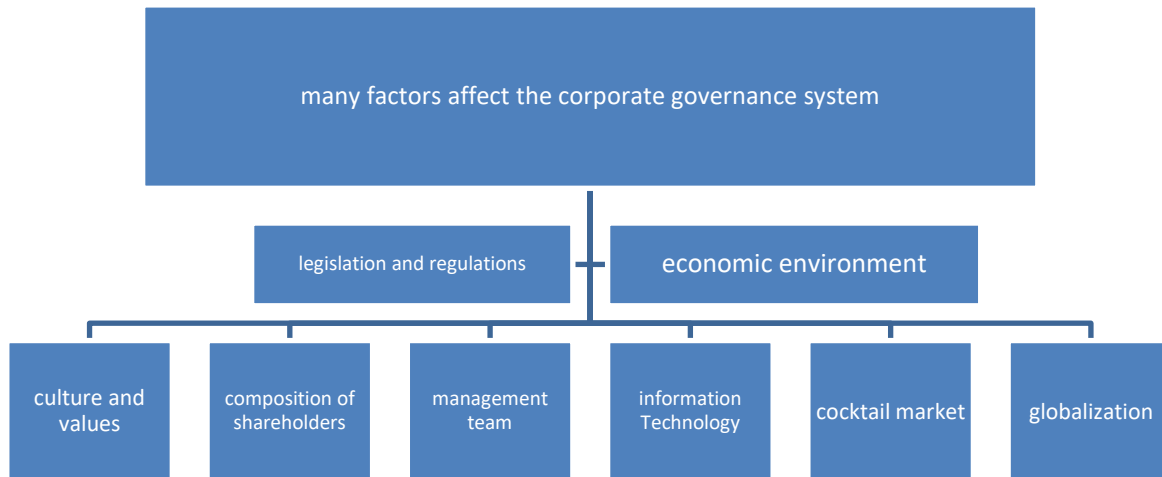 many factors affect the corporate governance system
legislation and regulations
economic environment
culture and
values
composition of
shareholders
management
team
information
Technology
cocktail market
globalization